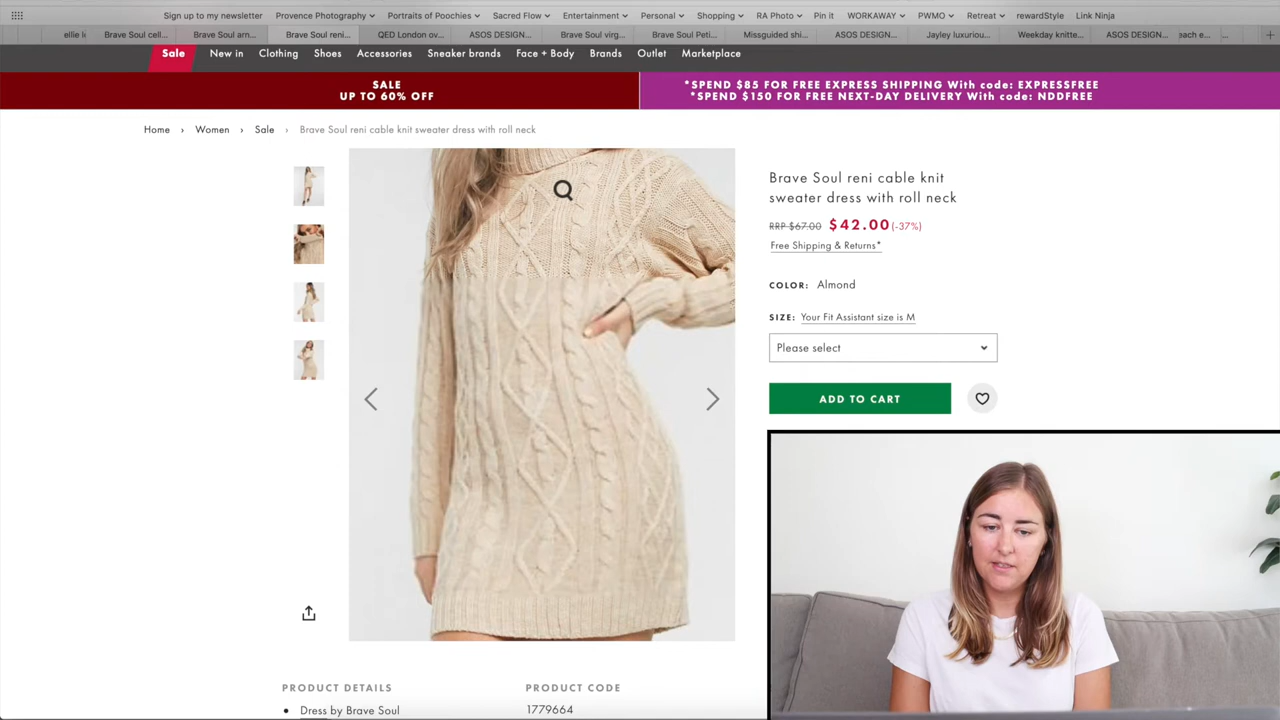 Sign up to my newsletter Provence Photography Portraits of Poochies Sacred Flow Entertainment Personal Shopping RA Photo Pin it WORKAWAY PWMO Retreat rewardStyle Link Ninja
ellie Brave Soul cell... Brave Soul arn... Brave Soul reni... QED London ov... ASOS DESIGN... Brave Soul virg... Brave Soul Peti... Missguided shi... ASOS DESIGN... Jayley luxuriou... Weekday knitte... ASOS DESIGN... each e...
Sale New in Clothing Shoes Accessories Sneaker brands Face + Body Brands Outlet Marketplace
SALE
UP TO 60% OFF
*SPEND $85 FOR FREE EXPRESS SHIPPING With code: EXPRESSFREE
*SPEND $150 FOR FREE NEXT-DAY DELIVERY With code: NDDFREE
Home › Women › Sale › Brave Soul reni cable knit sweater dress with roll neck
Brave Soul reni cable knit
sweater dress with roll neck
RRP $67.00 $42.00 (-37%)
Free Shipping & Returns*
COLOR: Almond
SIZE: Your Fit Assistant size is M
Please select
ADD TO CART
PRODUCT DETAILS
• Dress by Brave Soul
PRODUCT CODE
1779664